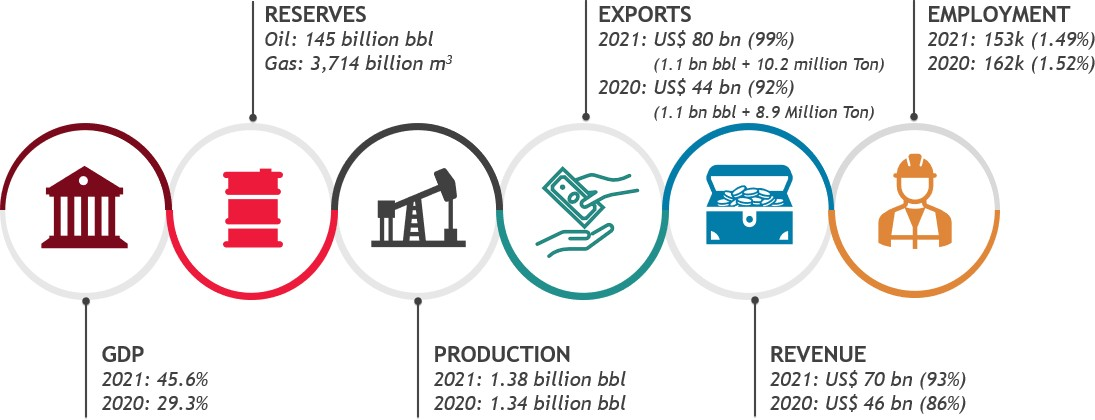 RESERVES
Oil: 145 billion bbl
Gas: 3,714 billion m³
EXPORTS
2021: US$ 80 bn (99%)
(1.1 bn bbl + 10.2 million Ton)
2020: US$ 44 bn (92%)
(1.1 bn bbl + 8.9 Million Ton)
EMPLOYMENT
2021: 153k (1.49%)
2020: 162k (1.52%)
GDP
2021: 45.6%
2020: 29.3%
PRODUCTION
2021: 1.38 billion bbl
2020: 1.34 billion bbl
REVENUE
2021: US$ 70 bn (93%)
2020: US$ 46 bn (86%)